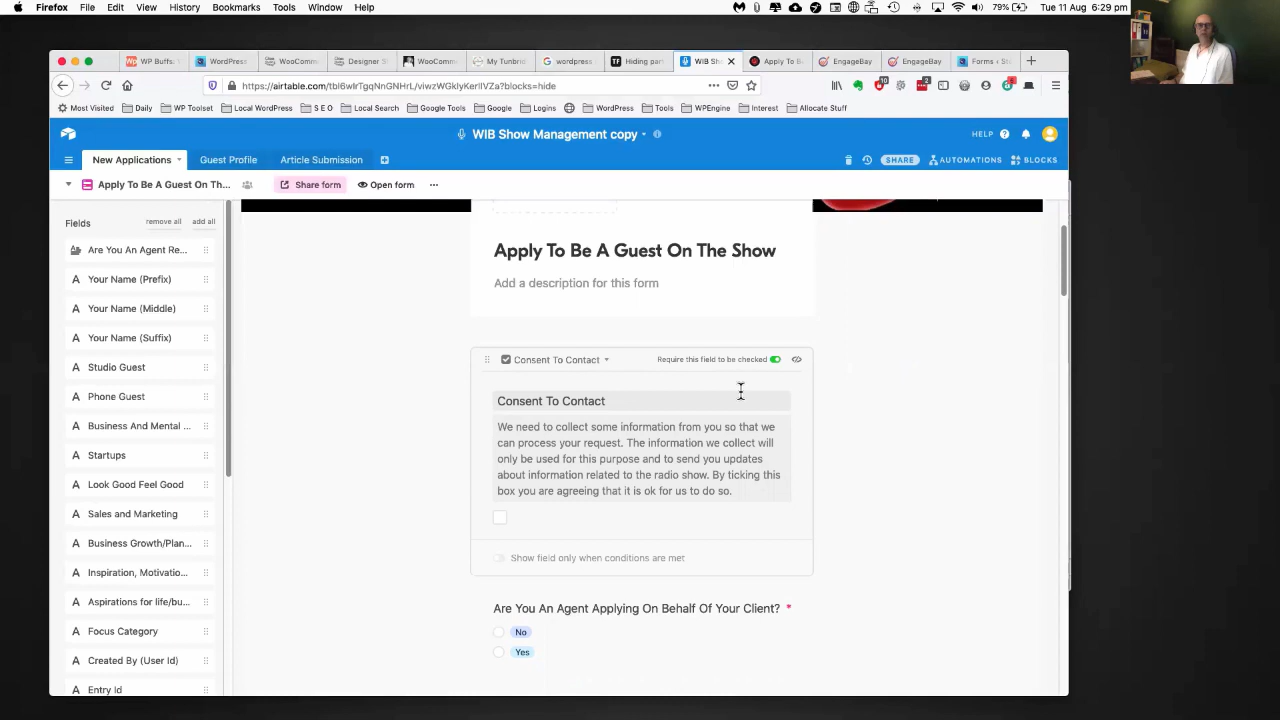 Firefox File Edit View History Bookmarks Tools Window Help 79% Tue 11 Aug 6:29 pm
WP Buffs: WordPress WooComm Designer S WooComm My Tunbrid wordpress Hiding part WIB Sh To B EngageBay EngageBay Forms + St
https://airtable.com/
Most Visited Daily WP Toolset Local WordPress S E O Local Search Google Tools Google Logins WordPress Tools WPEngine Interest Allocate Stuff
WIB Show Management copy HELP
New Applications Guest Profile Article Submission SHARE AUTOMATIONS BLOCKS
Apply To Be A Guest On Th... Share form Open form
Fields remove all add all
Are You An Agent Re...
Your Name (Prefix)
Your Name (Middle)
Your Name (Suffix)
Studio Guest
Phone Guest
Business And Mental ...
Startups
Look Good Feel Good
Sales and Marketing
Business Growth/Plan...
Inspiration, Motivatio...
Aspirations for life/bu...
Focus Category
Created By (User Id)
Entry Id
Apply To Be A Guest On The Show
Add a description for this form
Consent To Contact Require this field to be checked
Consent To Contact
We need to collect some information from you so that we
can process your request. The information we collect will
only be used for this purpose and to send you updates
about information related to the radio show. By ticking this
box you are agreeing that it is ok for us to do so.
Show field only when conditions are met
Are You An Agent Applying On Behalf Of Your Client? *
No
Yes